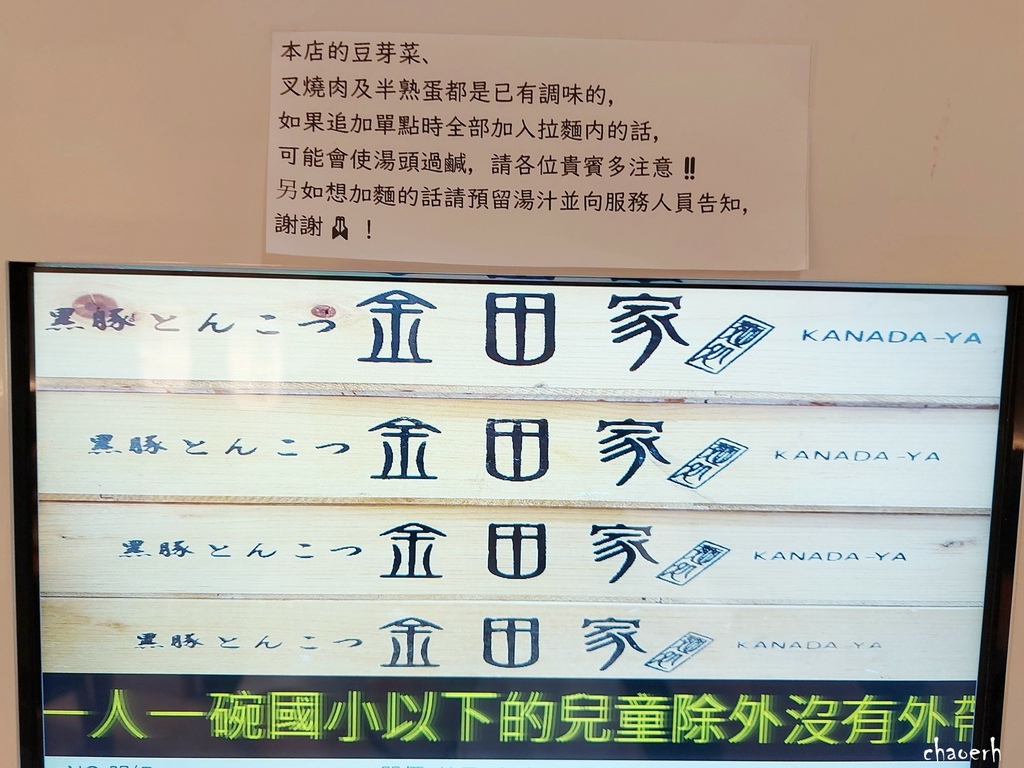 本店的豆芽菜、
叉燒肉及半熟蛋都是已有調味的,
如果追加單點時全部加入拉麵內的話,
可能會使湯頭過鹹, 請各位貴賓多注意‼
另如想加麵的話請預留湯汁並向服務人員告知,
謝謝 !
黒豚とんこつ 金田家 KANADA-YA
黒豚とんこつ 金田家 KANADA-YA
黒豚とんこつ 金田家 KANADA-YA
黒豚とんこつ 金田家 KANADA-YA
一人一碗國小以下的兒童除外沒有外帶
chaoerh